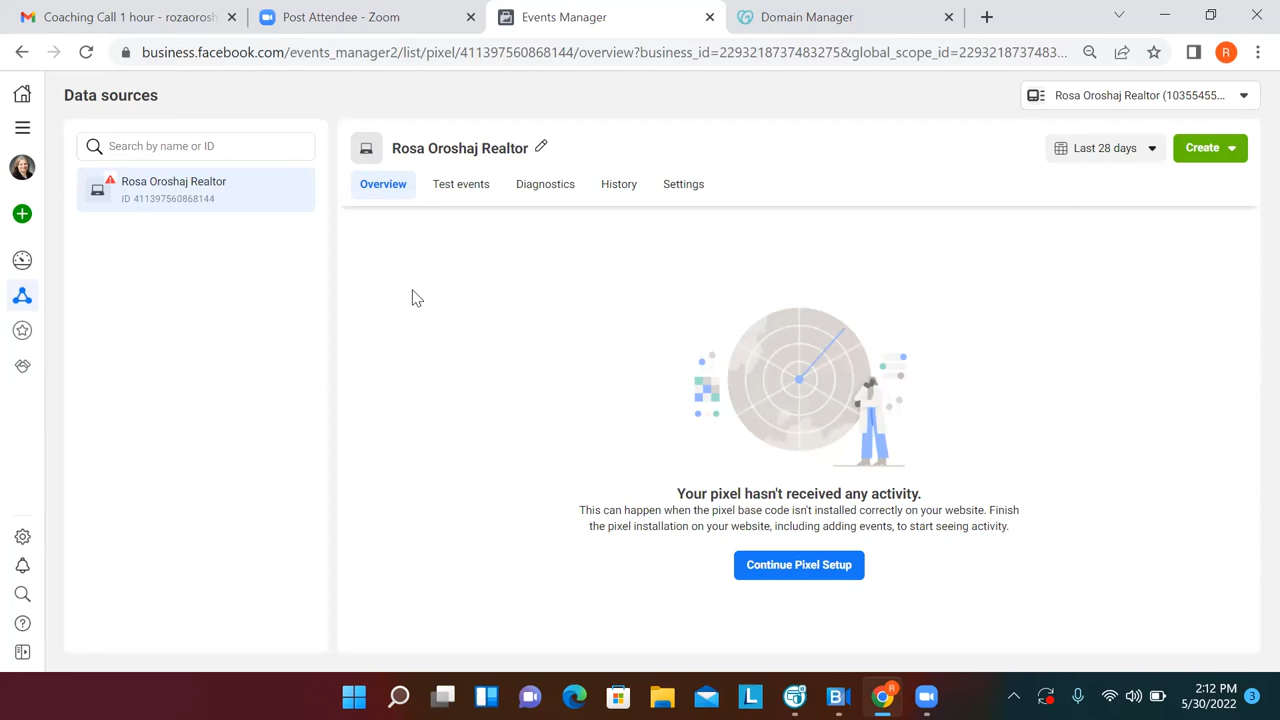 Coaching Call 1 hour - rozaorosh
Post Attendee - Zoom
Events Manager
Domain Manager
business.facebook.com/events_manager2/list/pixel/411397560868144/overview?business_id=2293218737483275&global_scope_id=2293218737483...
R
Data sources
Rosa Oroshaj Realtor (10355455...
Search by name or ID
Rosa Oroshaj Realtor
ID 411397560868144
Rosa Oroshaj Realtor
Last 28 days
Create
Overview
Test events
Diagnostics
History
Settings
Your pixel hasn't received any activity.
This can happen when the pixel base code isn't installed correctly on your website. Finish
the pixel installation on your website, including adding events, to start seeing activity.
Continue Pixel Setup
L
B
R
2:12 PM
5/30/2022
3